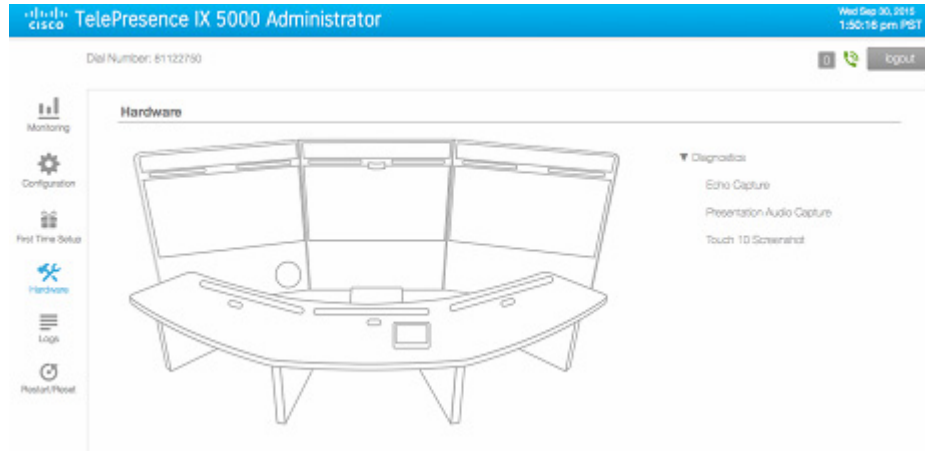 cisco TelePresence IX 5000 Administrator
Wed Sep 30, 2015
1:50:16 pm PST
Dial Number: 81122750
0
logout
Monitoring
Configuration
First Time Setup
Hardware
Logs
Restart/Reset
Hardware
Diagnostics
Echo Capture
Presentation Audio Capture
Touch 10 Screenshot